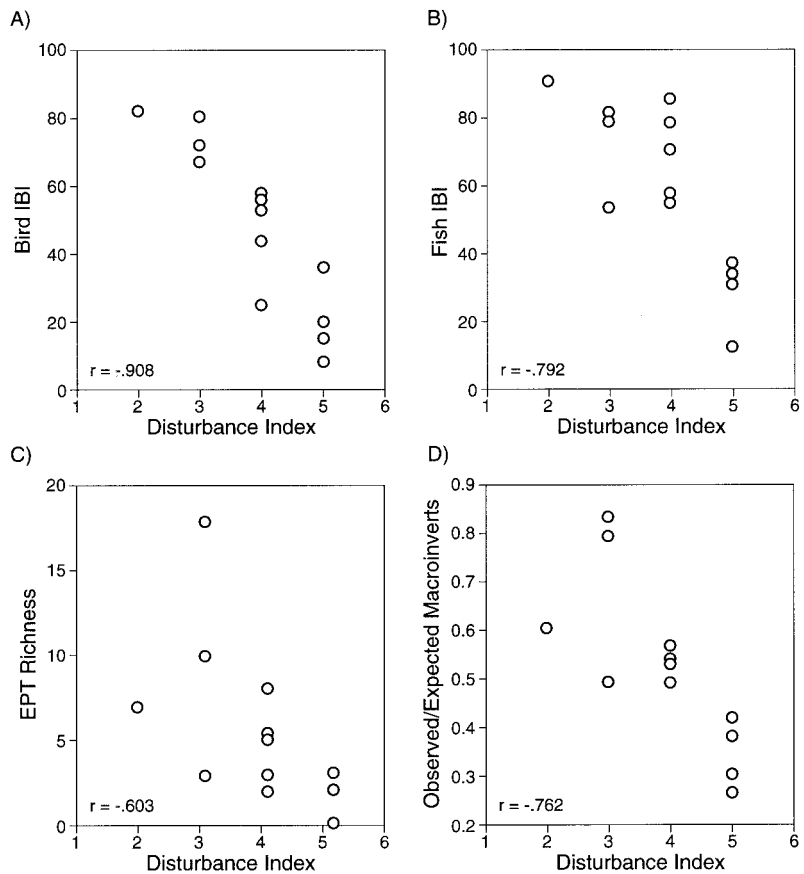 A)
100
80
60
40
20
0
Bird IBI
r = -.908
1 2 3 4 5 6
Disturbance Index
B)
100
80
60
40
20
0
Fish IBI
r = -.792
1 2 3 4 5 6
Disturbance Index
C)
20
15
10
5
0
EPT Richness
r = -.603
1 2 3 4 5 6
Disturbance Index
D)
0.9
0.8
0.7
0.6
0.5
0.4
0.3
0.2
Observed/Expected Macroinverts
r = -.762
1 2 3 4 5 6
Disturbance Index